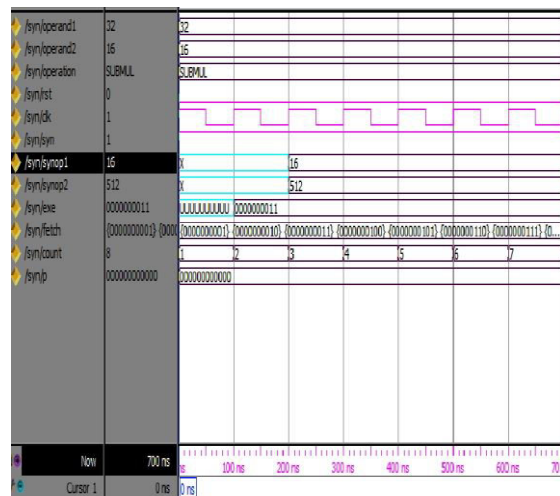 /syn/operand1 32 32
/syn/operand2 16 16
/syn/operation SUBMUL SUBMUL
/syn/rst 0
/syn/clk 1
/syn/syn 1
/syn/synop1 16 X 16
/syn/synop2 512 X 512
/syn/exe 0000000011 UUUUUUUUUU 0000000011
/syn/fetch {0000000001} {0000 {0000000001} {0000000010} {0000000011} {0000000100} {0000000101} {0000000110} {0000000111} {0...
/syn/count 8 1 2 3 4 5 6 7
/syn/p 000000000000 000000000000
Now 700 ns ns 100 ns 200 ns 300 ns 400 ns 500 ns 600 ns 700
Cursor 1 0 ns 0 ns